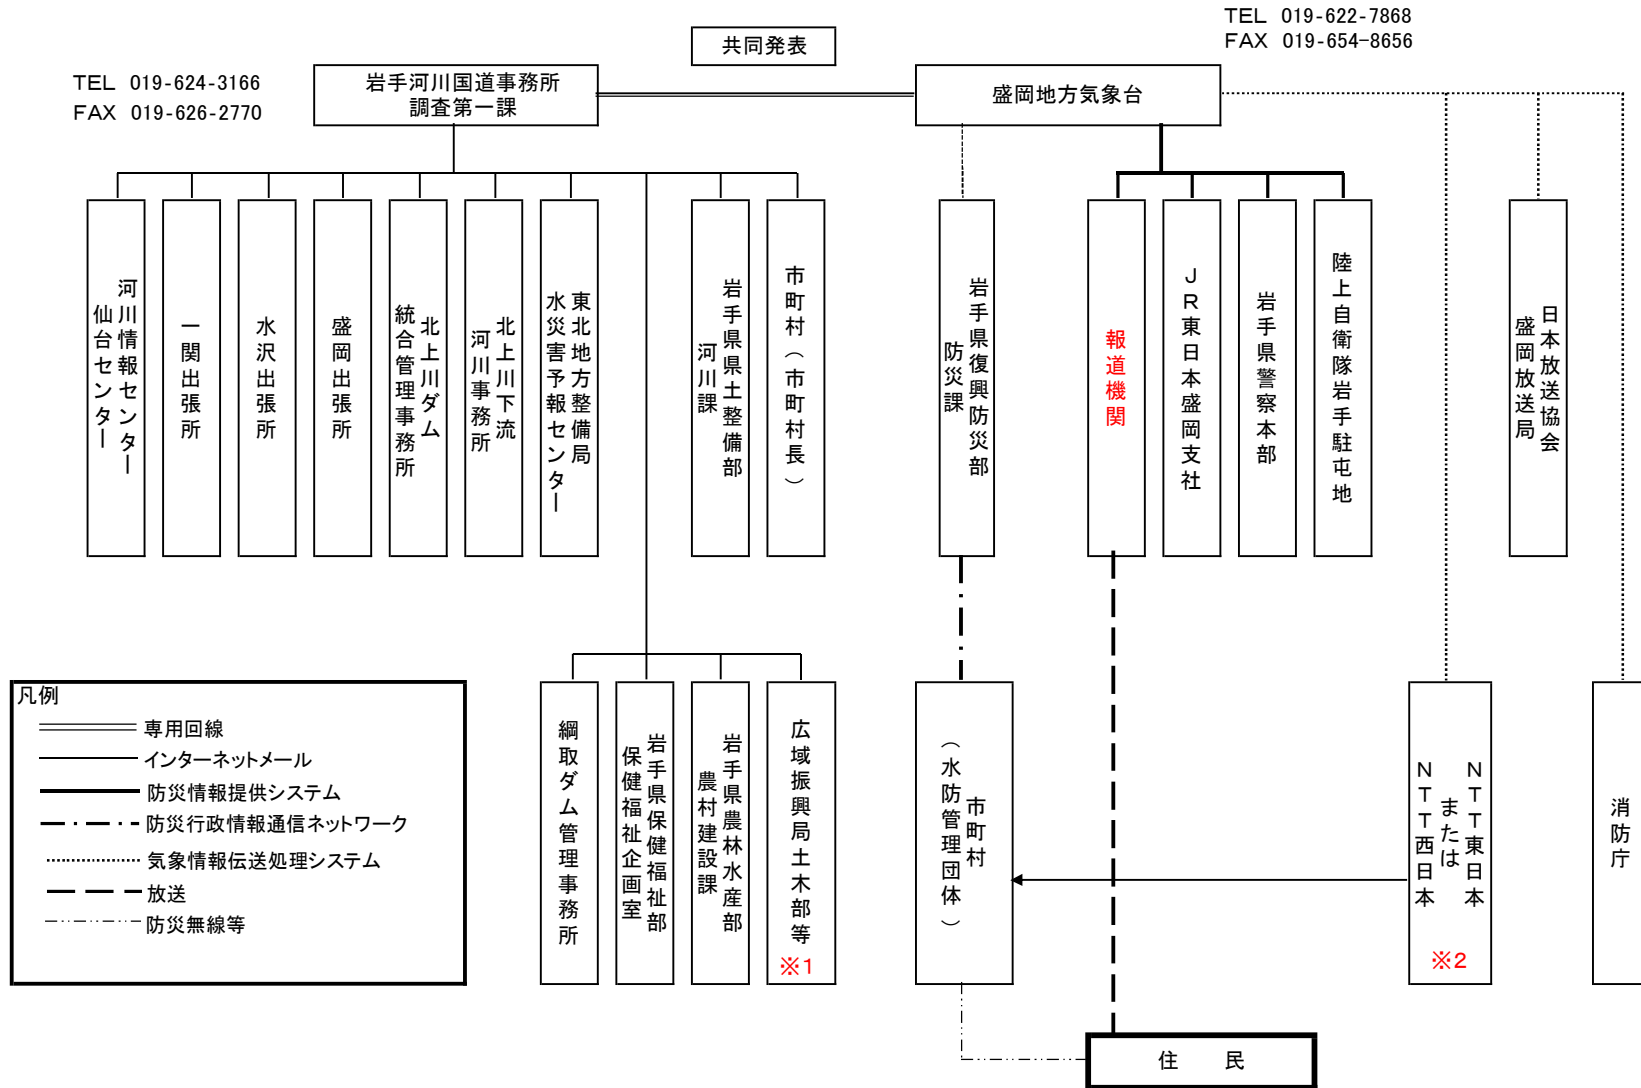 TEL 019-622-7868
FAX 019-654-8656
共同発表
TEL 019-624-3166
FAX 019-626-2770
岩手河川国道事務所
調査第一課
盛岡地方気象台
河川情報センター
仙台センター
一関出張所
水沢出張所
盛岡出張所
北上川ダム
統合管理事務所
北上川下流
河川事務所
東北地方整備局
水災害予報センター
岩手県県土整備部
河川課
市町村(市町村長)
岩手県復興防災部
防災課
報道機関
JR東日本盛岡支社
岩手県警察本部
陸上自衛隊岩手駐屯地
日本放送協会
盛岡放送局
凡例
専用回線
インターネットメール
防災情報提供システム
防災行政情報通信ネットワーク
気象情報伝送処理システム
放送
防災無線等
綱取ダム管理事務所
岩手県保健福祉部
保健福祉企画室
岩手県農林水産部
農村建設課
広域振興局土木部等
※1
市町村
(水防管理団体)
NTT東日本
または
NTT西日本
※2
消防庁
住 民